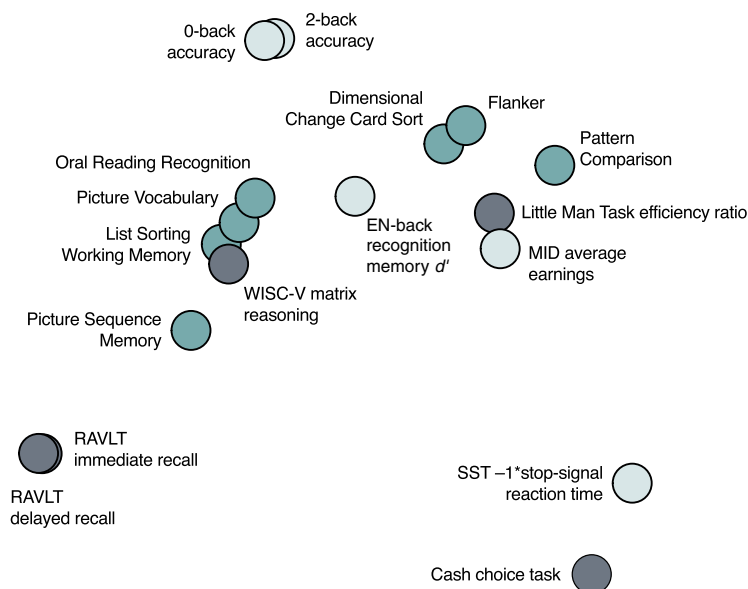 0-back
accuracy
2-back
accuracy
Dimensional
Change Card Sort
Flanker
Pattern
Comparison
Oral Reading Recognition
Picture Vocabulary
List Sorting
Working Memory
EN-back
recognition
memory d'
Little Man Task efficiency ratio
MID average
earnings
WISC-V matrix
reasoning
Picture Sequence
Memory
RAVLT
immediate recall
RAVLT
delayed recall
SST –1*stop-signal
reaction time
Cash choice task